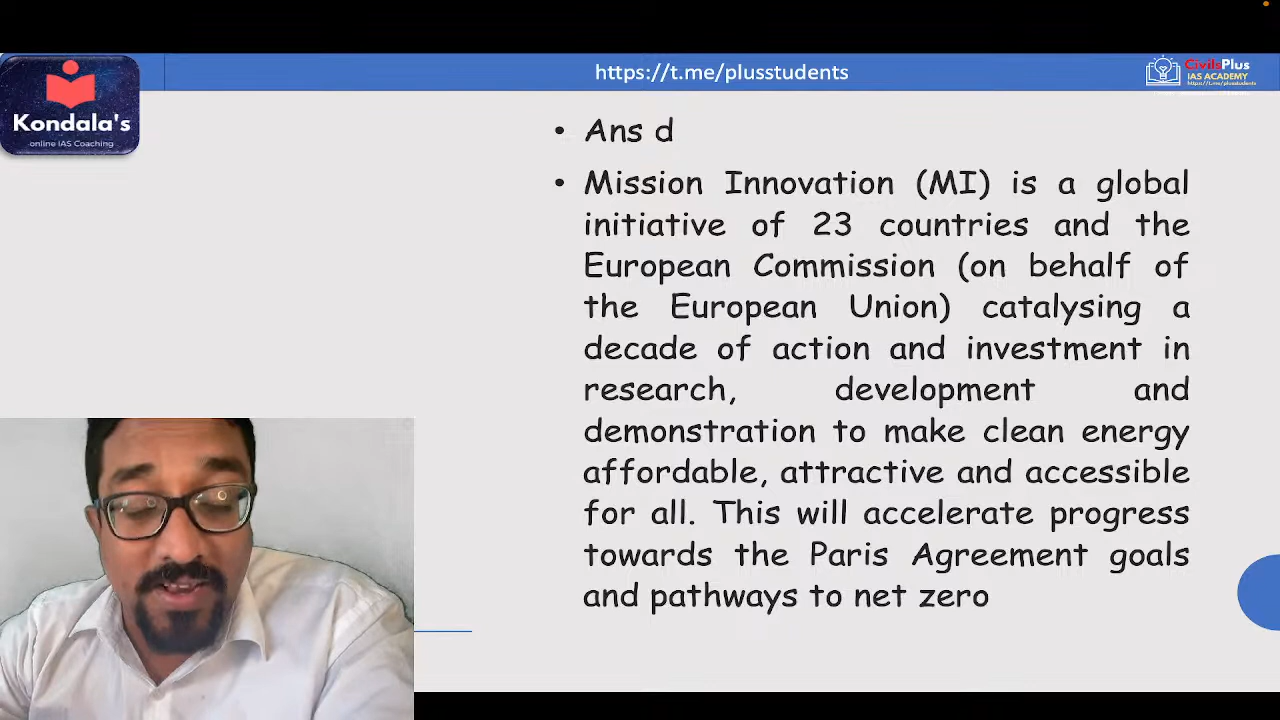 https://t.me/plusstudents
CivilsPlus
IAS ACADEMY
https://t.me/plusstudents
Kondala's
online IAS Coaching
• Ans d
• Mission Innovation (MI) is a global
initiative of 23 countries and the
European Commission (on behalf of
the European Union) catalysing a
decade of action and investment in
research, development and
demonstration to make clean energy
affordable, attractive and accessible
for all. This will accelerate progress
towards the Paris Agreement goals
and pathways to net zero